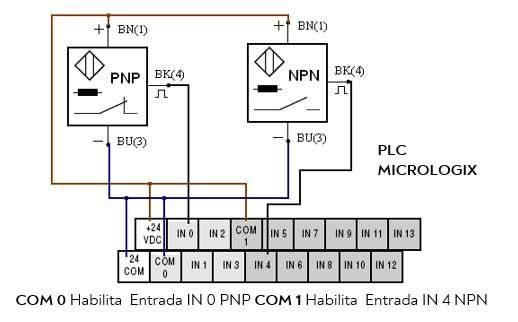 + BN(1)
PNP
BK(4)
− BU(3)
+ BN(1)
NPN
BK(4)
− BU(3)
PLC
MICROLOGIX
+24 VDC IN 0 IN 2 COM 1 IN 5 IN 7 IN 9 IN 11 IN 13
24 COM COM 0 IN 1 IN 3 IN 4 IN 6 IN 8 IN 10 IN 12
COM 0 Habilita Entrada IN 0 PNP COM 1 Habilita Entrada IN 4 NPN